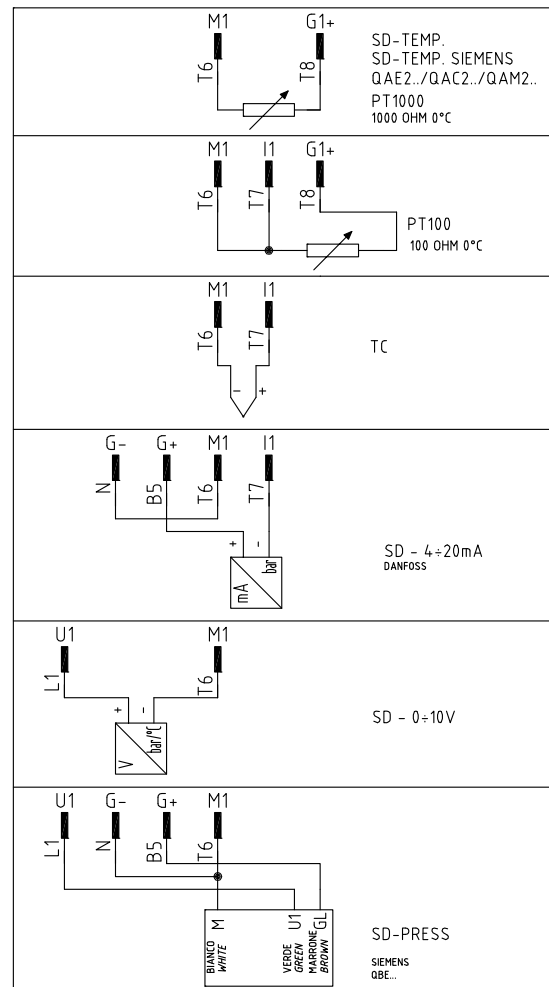 M1 G1+
T6 T8
SD-TEMP.
SD-TEMP. SIEMENS
QAE2../QAC2../QAM2..
PT1000
1000 OHM 0°C
M1 I1 G1+
T6 T7 T8
PT100
100 OHM 0°C
M1 I1
T6 T7
- +
TC
G- G+ M1 I1
N B5 T6 T7
+ -
mA bar
SD - 4÷20mA
DANFOSS
U1 M1
L1 T6
+ -
V bar/°C
SD - 0÷10V
U1 G- G+ M1
L1 N B5 T6
M U1 GL
BIANCO VERDE MARRONE
WHITE GREEN BROWN
SD-PRESS
SIEMENS
QBE...